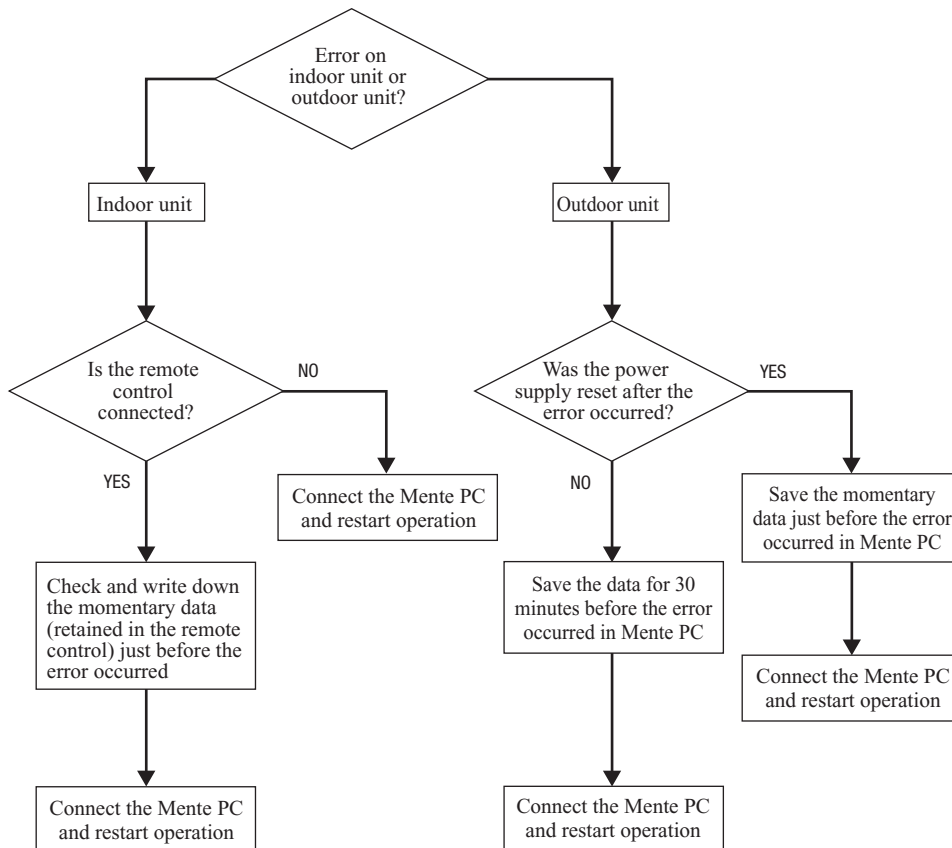 Error on
indoor unit or
outdoor unit?
Indoor unit
Outdoor unit
Is the remote
control
connected?
NO
YES
Was the power
supply reset after the
error occurred?
YES
NO
Connect the Mente PC
and restart operation
Save the momentary
data just before the error
occurred in Mente PC
Check and write down
the momentary data
(retained in the remote
control) just before the
error occurred
Save the data for 30
minutes before the error
occurred in Mente PC
Connect the Mente PC
and restart operation
Connect the Mente PC
and restart operation
Connect the Mente PC
and restart operation